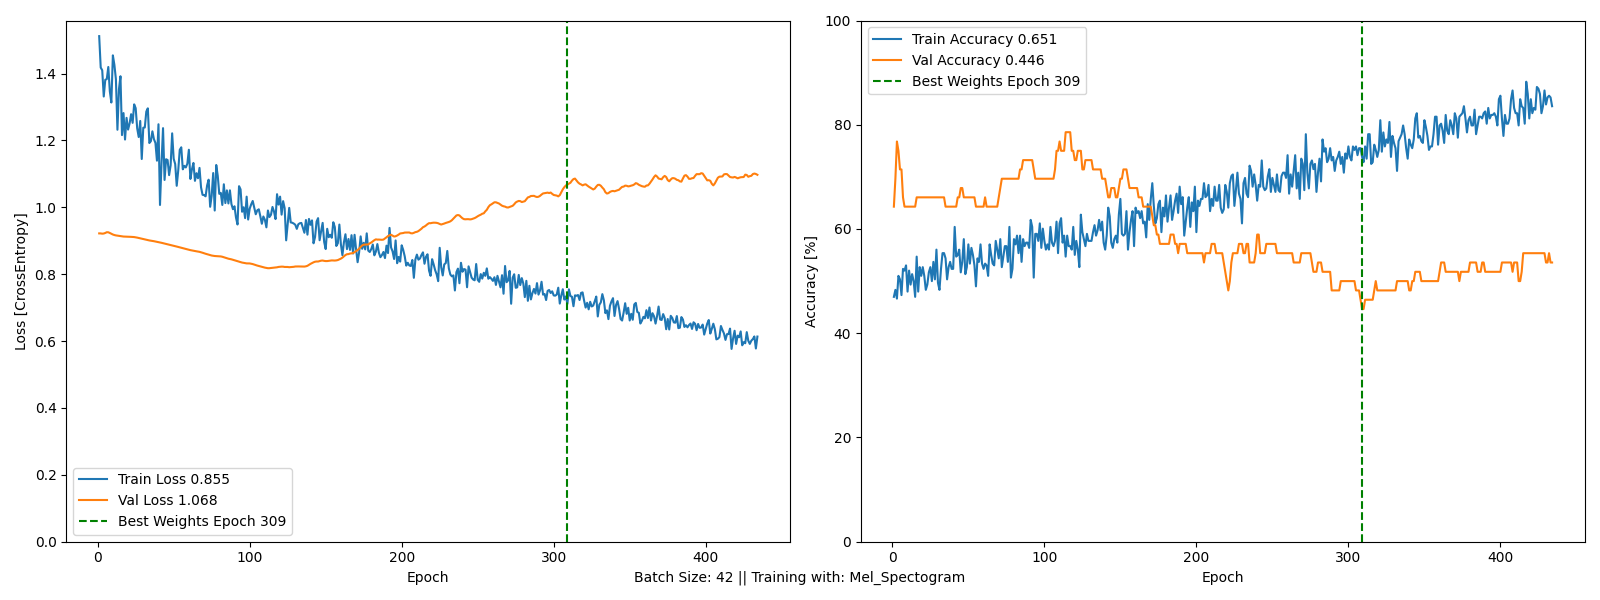 Loss [CrossEntropy]
1.4
1.2
1.0
0.8
0.6
0.4
0.2
0.0
Train Loss 0.855
Val Loss 1.068
Best Weights Epoch 309
0
100
200
300
400
Epoch
Accuracy [%]
100
80
60
40
20
0
Train Accuracy 0.651
Val Accuracy 0.446
Best Weights Epoch 309
0
100
200
300
400
Epoch
Batch Size: 42 || Training with: Mel_Spectogram